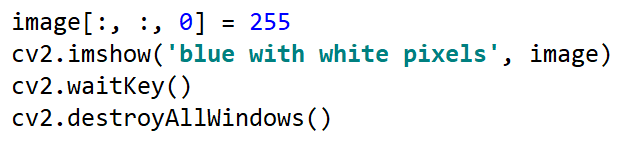 image[:, :, 0] = 255
cv2.imshow('blue with white pixels', image)
cv2.waitKey()
cv2.destroyAllWindows()